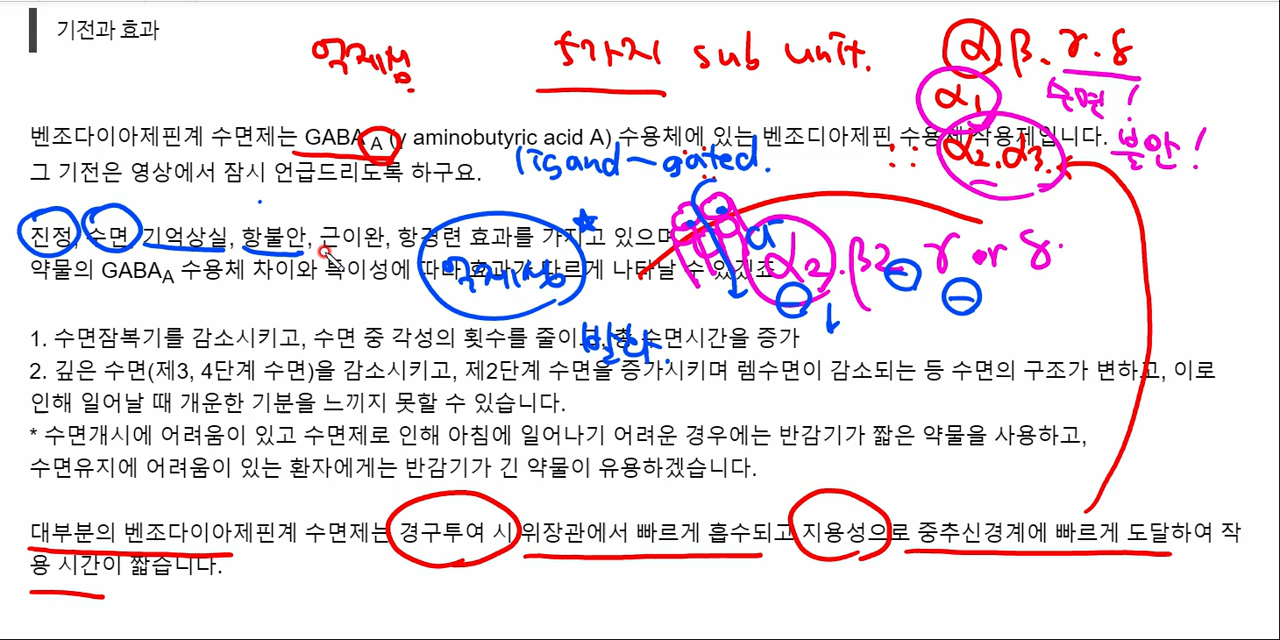 기전과 효과
억제성
5가지 sub unit.
α. β. γ. δ
α1 수면!
벤조다이아제핀계 수면제는 GABAA (γ aminobutyric acid A) 수용체에 있는 벤조디아제핀 수용체 작용제입니다.
불안!
ligand-gated.
α2. α3.
그 기전은 영상에서 잠시 언급드리도록 하구요.
진정, 수면, 기억상실, 항불안, 근이완, 항경련 효과를 가지고 있으며
α2. β2 γ or δ.
약물의 GABAA 수용체 차이와 특이성에 따라 효과가 다르게 나타날 수 있겠죠
억제성
1. 수면잠복기를 감소시키고, 수면 중 각성의 횟수를 줄이고, 총 수면시간을 증가
2. 깊은 수면(제3, 4단계 수면)을 감소시키고, 제2단계 수면을 증가시키며 렘수면이 감소되는 등 수면의 구조가 변하고, 이로
인해 일어날 때 개운한 기분을 느끼지 못할 수 있습니다.
* 수면개시에 어려움이 있고 수면제로 인해 아침에 일어나기 어려운 경우에는 반감기가 짧은 약물을 사용하고,
수면유지에 어려움이 있는 환자에게는 반감기가 긴 약물이 유용하겠습니다.
대부분의 벤조다이아제핀계 수면제는 경구투여 시 위장관에서 빠르게 흡수되고 지용성으로 중추신경계에 빠르게 도달하여 작
용 시간이 짧습니다.